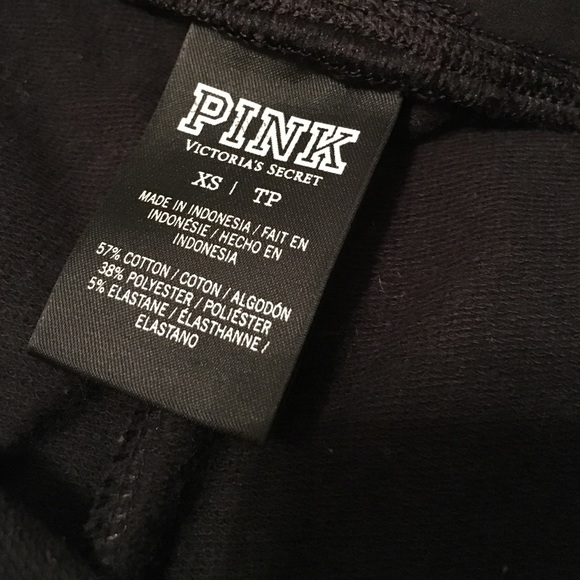 PINK
VICTORIA'S SECRET
XS | TP
MADE IN INDONESIA / FAIT EN
INDONÉSIE / HECHO EN
INDONESIA
57% COTTON / COTON / ALGODÓN
38% POLYESTER / POLIÉSTER
5% ELASTANE / ÉLASTHANNE /
ELASTANO